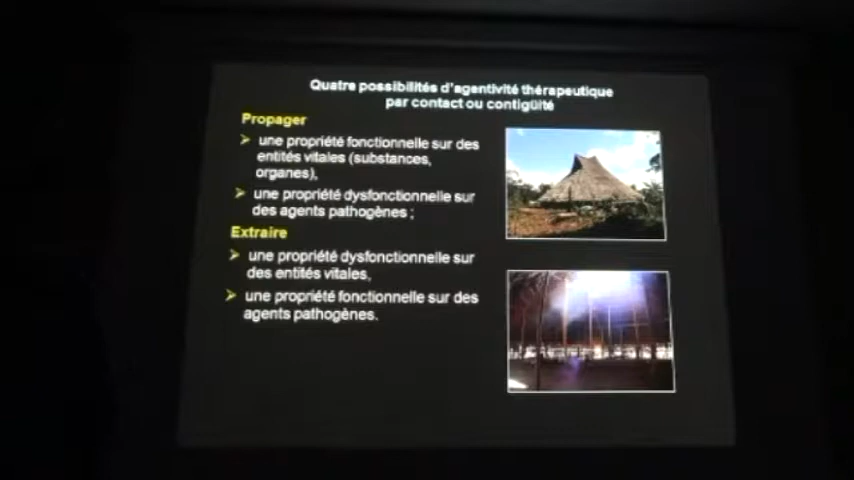 Quatre possibilités d'agentivité thérapeutique
par contact ou contigüité
Propager
une propriété fonctionnelle sur des
entités vitales (substances,
organes),
une propriété dysfonctionnelle sur
des agents pathogènes ;
Extraire
une propriété dysfonctionnelle sur
des entités vitales,
une propriété fonctionnelle sur des
agents pathogènes.